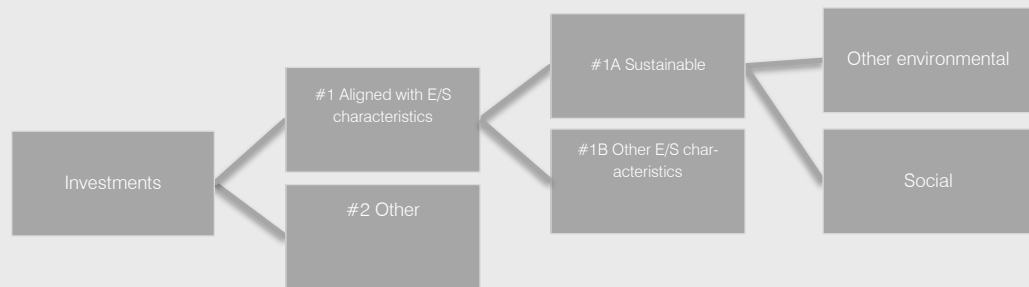 Investments
#1 Aligned with E/S
characteristics
#2 Other
#1A Sustainable
#1B Other E/S char-
acteristics
Other environmental
Social